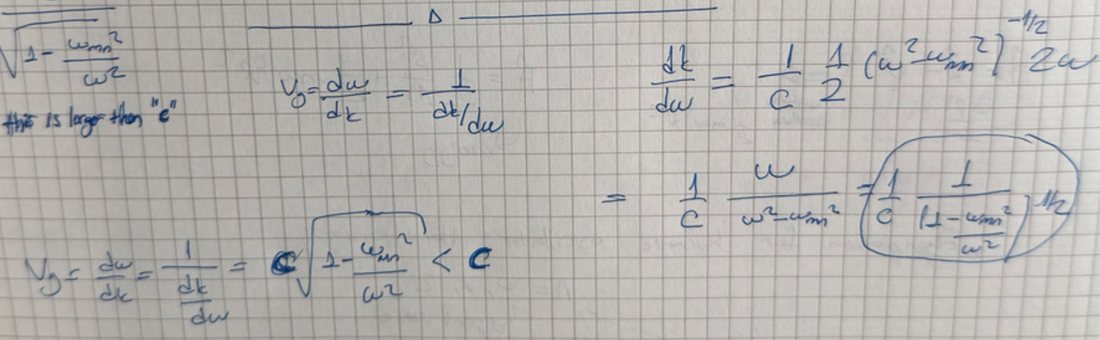 √(1 - ω_mn²/ω²)
this is larger than "c"
Δ
v_g = dω/dk = 1/(dk/dω)
dk/dω = 1/c 1/2 (ω² - ω_mn²)^(-1/2) 2ω
= 1/c ω/(ω² - ω_mn²) = 1/c 1/(1 - ω_mn²/ω²)^(1/2)
v_g = dω/dk = 1/(dk/dω) = c √(1 - ω_mn²/ω²) < c